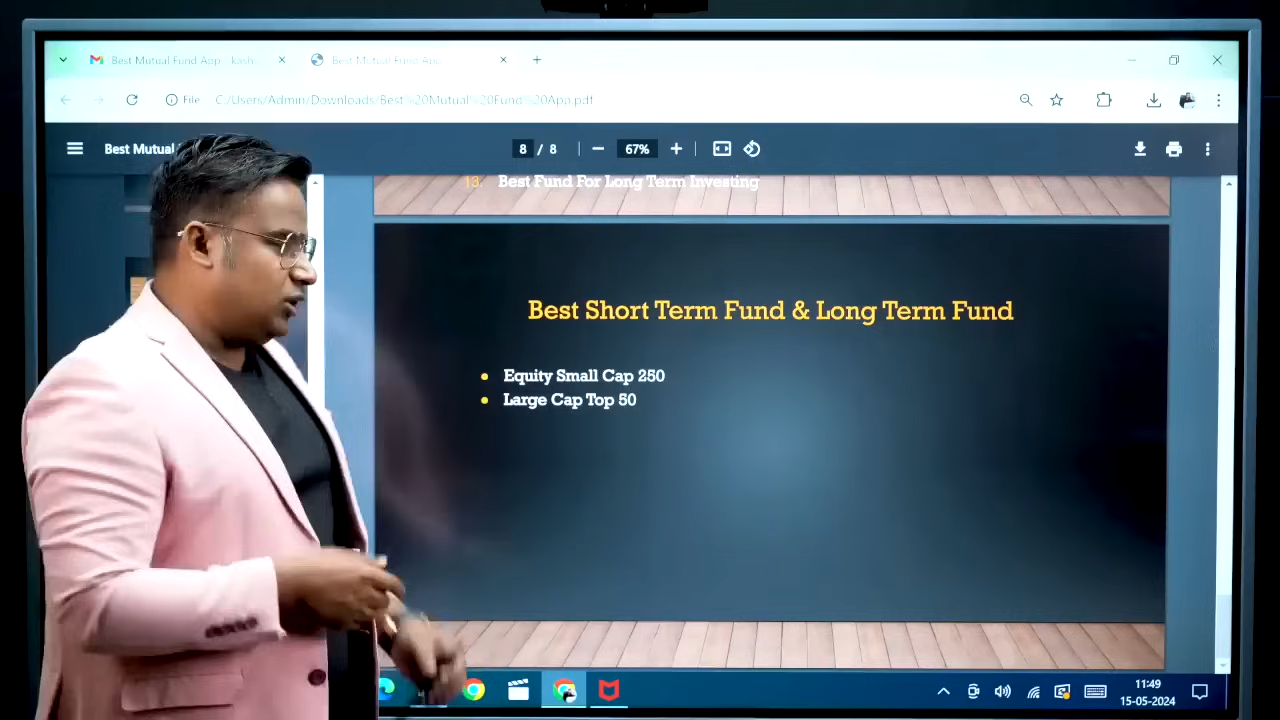 Best Mutual Fund App - kash
Best Mutual Fund App
File C:/Users/Admin/Downloads/Best%20Mutual%20Fund%20App.pdf
Best Mutual
8 / 8
67%
13. Best Fund For Long Term Investing
Best Short Term Fund & Long Term Fund
• Equity Small Cap 250
• Large Cap Top 50
11:49
15-05-2024